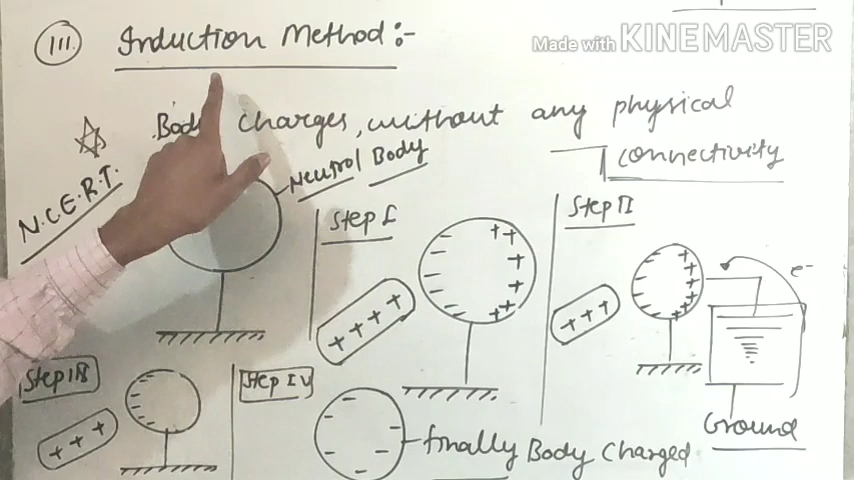 III Induction Method:-
Made with KINEMASTER
Body charges, without any physical
connectivity
Neutral Body
N.C.E.R.T.
Step I
- - - - - - + + + + + +
+ + + +
Step II
- - - - - + + + + + +
+ + +
e-
Ground
Step III
- - - - - -
+ + +
Step IV
- - - - - - - -
finally Body Charged